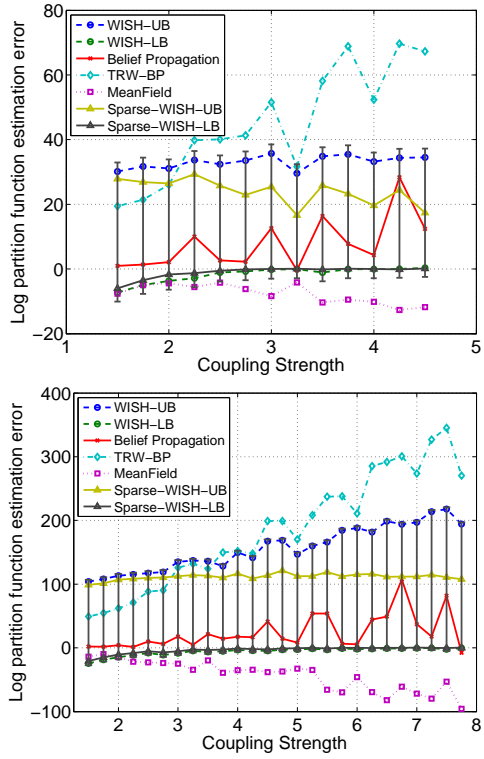 80
60
40
20
0
−20
1
2
3
4
5
Log partition function estimation error
Coupling Strength
WISH−UB
WISH−LB
Belief Propagation
TRW−BP
MeanField
Sparse−WISH−UB
Sparse−WISH−LB
400
300
200
100
0
−100
2
3
4
5
6
7
8
Log partition function estimation error
Coupling Strength
WISH−UB
WISH−LB
Belief Propagation
TRW−BP
MeanField
Sparse−WISH−UB
Sparse−WISH−LB